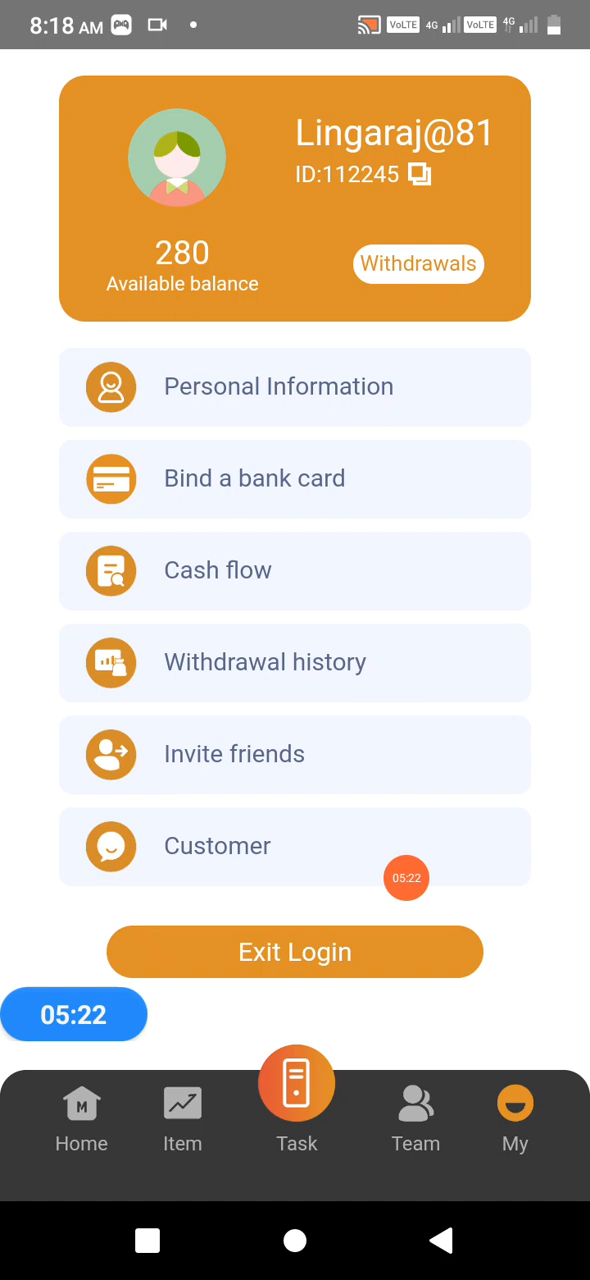 8:18 AM
VoLTE 4G VoLTE 4G
Lingaraj@81
ID:112245
280
Available balance
Withdrawals
Personal Information
Bind a bank card
Cash flow
Withdrawal history
Invite friends
Customer
05:22
Exit Login
05:22
M
Home
Item
Task
Team
My